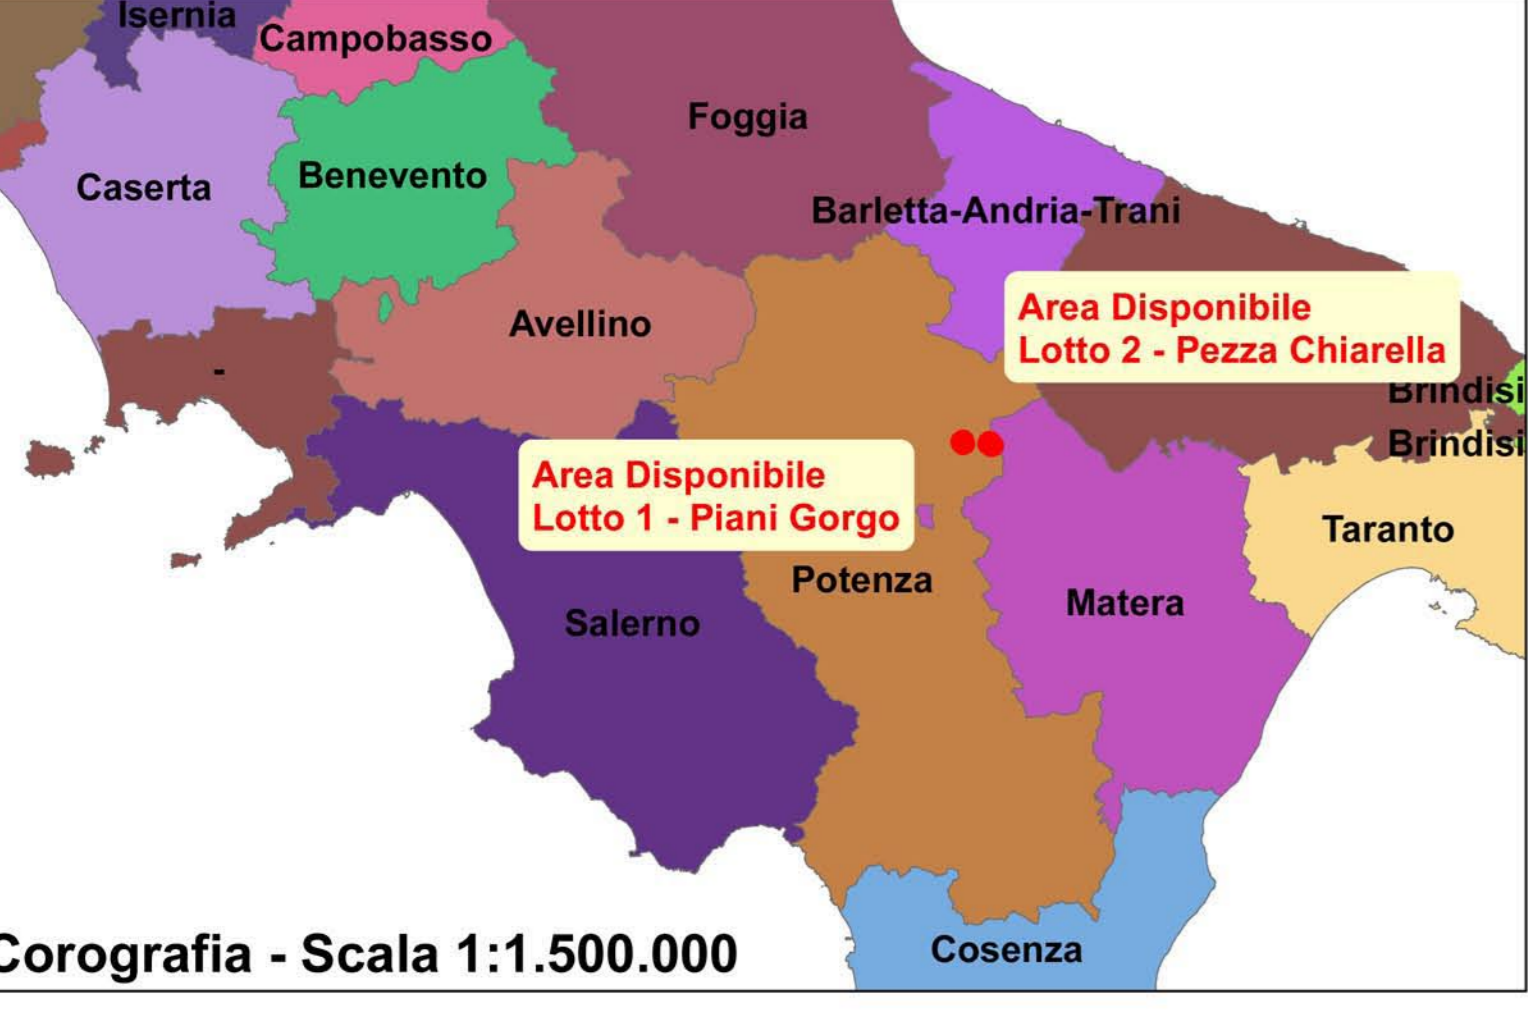 Isernia
Campobasso
Foggia
Caserta
Benevento
Barletta-Andria-Trani
Avellino
Area Disponibile
Lotto 2 - Pezza Chiarella
-
Brindisi
Brindisi
Area Disponibile
Lotto 1 - Piani Gorgo
Taranto
Potenza
Matera
Salerno
Cosenza
Corografia - Scala 1:1.500.000